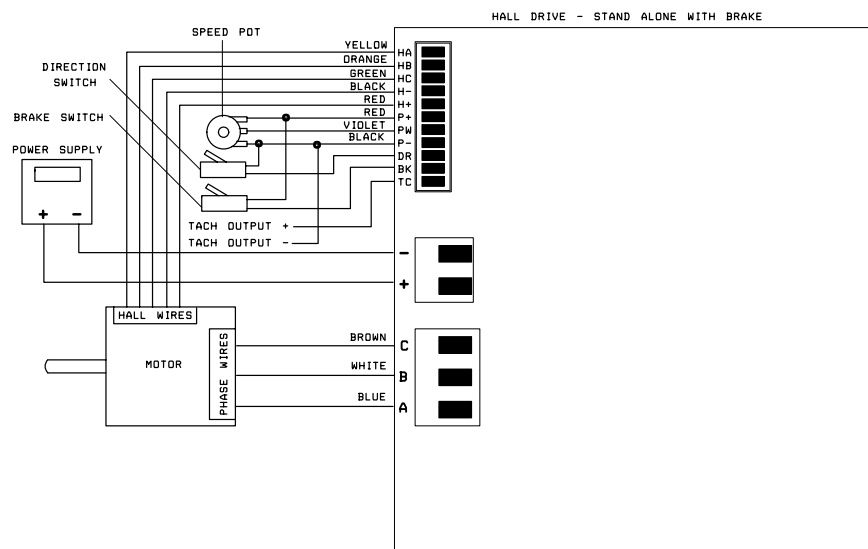 HALL DRIVE - STAND ALONE WITH BRAKE
SPEED POT
YELLOW HA
ORANGE HB
GREEN HC
BLACK H-
RED H+
RED P+
VIOLET PW
BLACK P-
DR
BK
TC
DIRECTION
SWITCH
BRAKE SWITCH
POWER SUPPLY
+ -
TACH OUTPUT +
TACH OUTPUT -
-
+
HALL WIRES
MOTOR
PHASE WIRES
BROWN C
WHITE B
BLUE A